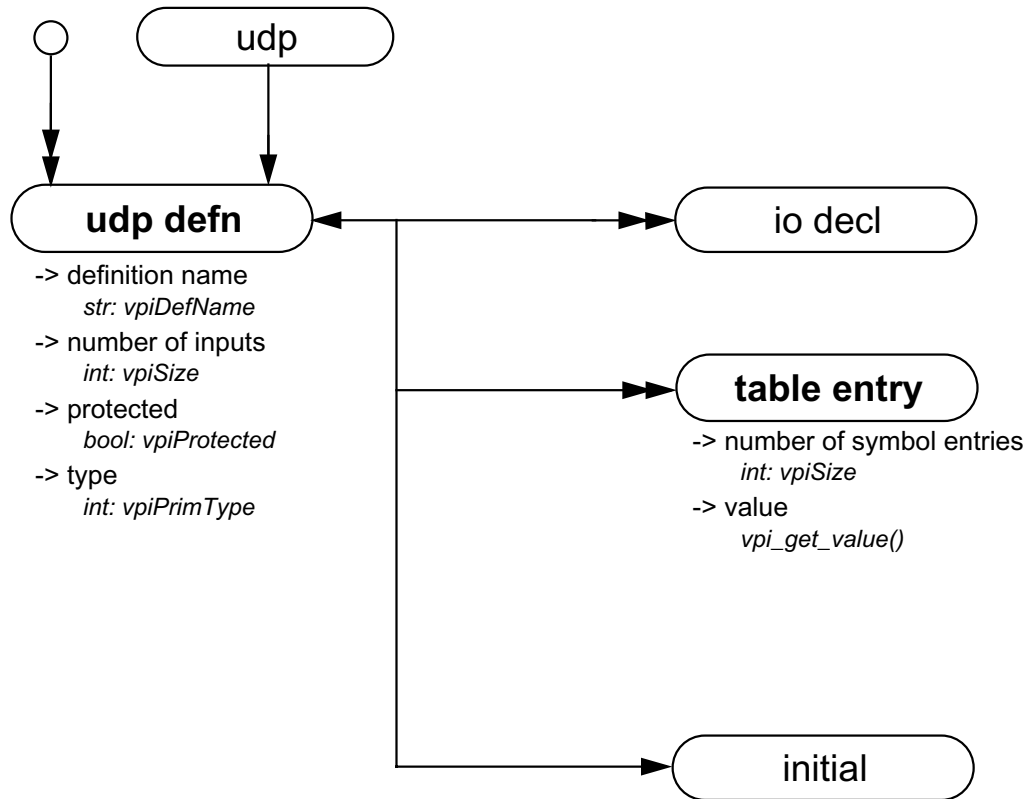 udp
udp defn
-> definition name
str: vpiDefName
-> number of inputs
int: vpiSize
-> protected
bool: vpiProtected
-> type
int: vpiPrimType
io decl
table entry
-> number of symbol entries
int: vpiSize
-> value
vpi_get_value()
initial